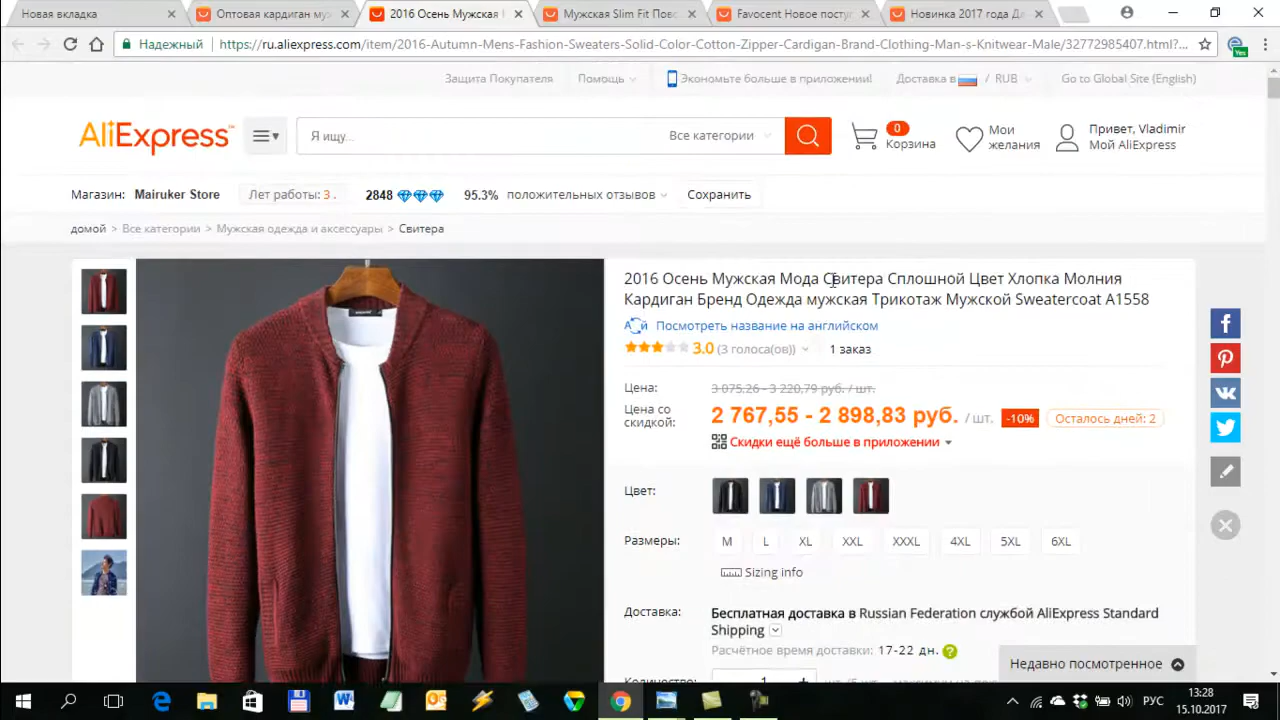 Новая вкладка
Оптовая кардиган му
2016 Осень Мужская
Мужская Slim Fit Пов
Favocent Новое посту
Новинка 2017 года Д
Надежный
https://ru.aliexpress.com/item/2016-Autumn-Mens-Fashion-Sweaters-Solid-Color-Cotton-Zipper-Cardigan-Brand-Clothing-Man-s-Knitwear-Male/32772985407.html?...
Yes
Защита Покупателя
Помощь
Экономьте больше в приложении!
Доставка в / RUB
Go to Global Site (English)
AliExpress™
Я ищу...
Все категории
0
Корзина
Мои желания
Привет, Vladimir
Мой AliExpress
Магазин: Mairuker Store
Лет работы: 3 .
2848
95.3% положительных отзывов
Сохранить
домой > Все категории > Мужская одежда и аксессуары > Свитера
2016 Осень Мужская Мода Свитера Сплошной Цвет Хлопка Молния
Кардиган Бренд Одежда мужская Трикотаж Мужской Sweatercoat A1558
Посмотреть название на английском
3.0 (3 голоса(ов)) 1 заказ
Цена: 3 075,26 - 3 220,79 руб. / шт.
Цена со скидкой: 2 767,55 - 2 898,83 руб. / шт. -10% Осталось дней: 2
Скидки ещё больше в приложении
Цвет:
Размеры: M L XL XXL XXXL 4XL 5XL 6XL
Sizing info
Доставка: Бесплатная доставка в Russian Federation службой AliExpress Standard
Shipping
Расчётное время доставки: 17-22 дн. ?
Недавно посмотренное
Количество: 1
РУС
13:28
15.10.2017